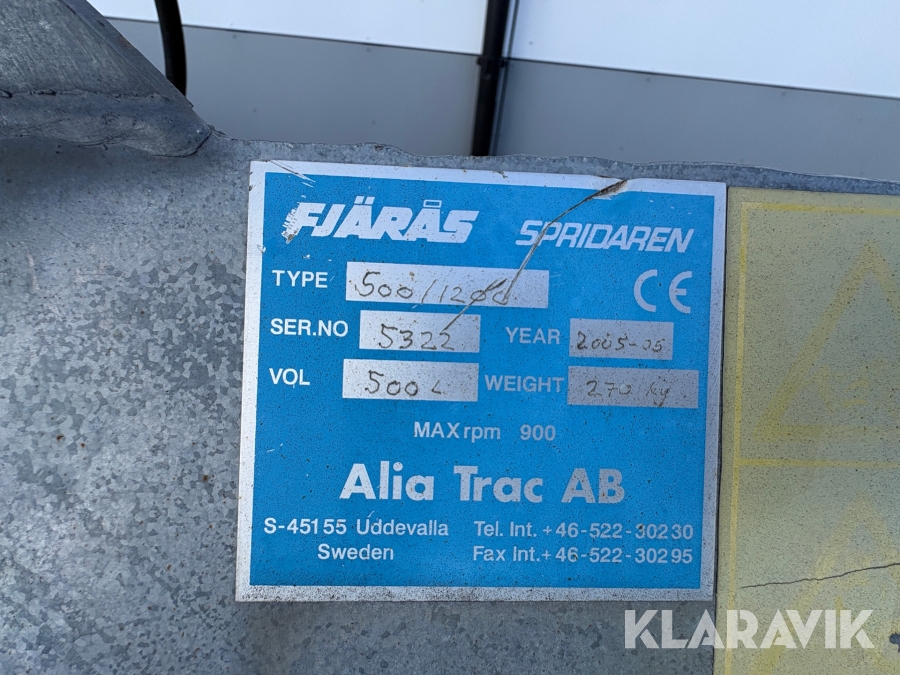 FJÄRÅS SPRIDAREN
TYPE 500/1200
SER.NO 5322 YEAR 2005-05
VOL 500 L WEIGHT 270 kg
MAX rpm 900
Alia Trac AB
S-451 55 Uddevalla Tel. Int. +46-522-302 30
Sweden Fax Int. +46-522-302 95
KLARAVIK